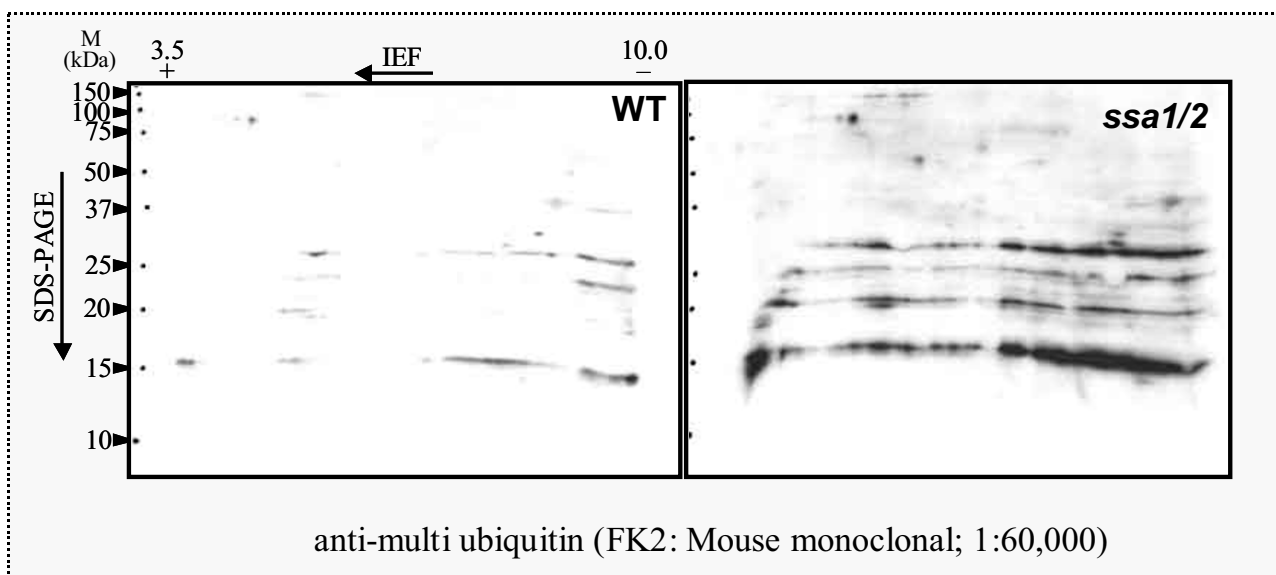 M
(kDa)
3.5
+
IEF
10.0
–
150
100
75
50
37
25
20
15
10
SDS-PAGE
WT
ssa1/2
anti-multi ubiquitin (FK2: Mouse monoclonal; 1:60,000)